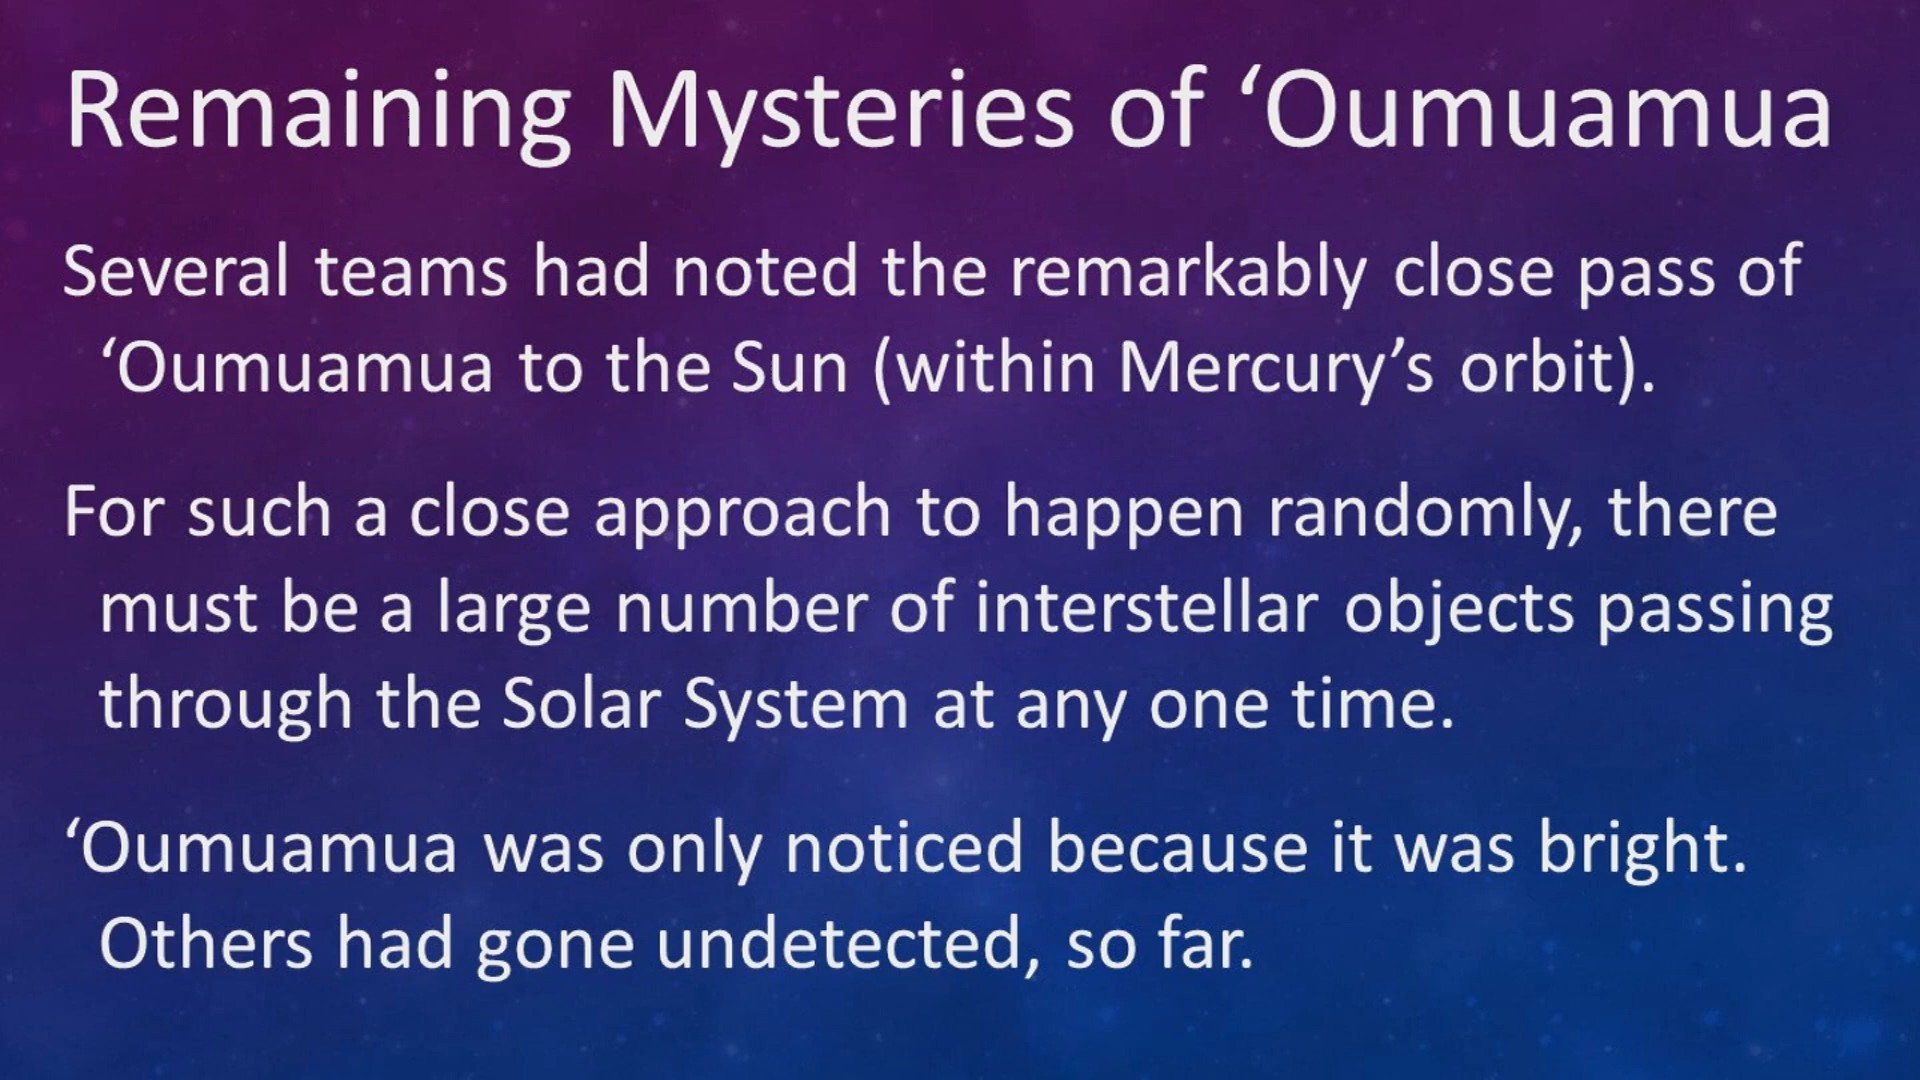 Remaining Mysteries of ‘Oumuamua
Several teams had noted the remarkably close pass of
‘Oumuamua to the Sun (within Mercury’s orbit).
For such a close approach to happen randomly, there
must be a large number of interstellar objects passing
through the Solar System at any one time.
‘Oumuamua was only noticed because it was bright.
Others had gone undetected, so far.